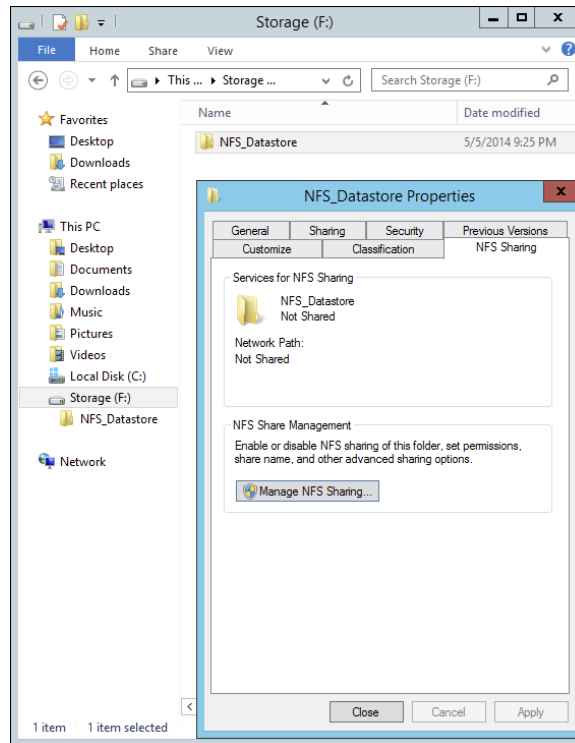 Storage (F:)
File Home Share View
This ... Storage ... Search Storage (F:)
Favorites
Desktop
Downloads
Recent places
This PC
Desktop
Documents
Downloads
Music
Pictures
Videos
Local Disk (C:)
Storage (F:)
NFS_Datastore
Network
Name Date modified
NFS_Datastore 5/5/2014 9:25 PM
NFS_Datastore Properties
General Sharing Security Previous Versions
Customize Classification NFS Sharing
Services for NFS Sharing
NFS_Datastore
Not Shared
Network Path:
Not Shared
NFS Share Management
Enable or disable NFS sharing of this folder, set permissions,
share name, and other advanced sharing options.
Manage NFS Sharing...
Close Cancel Apply
1 item 1 item selected